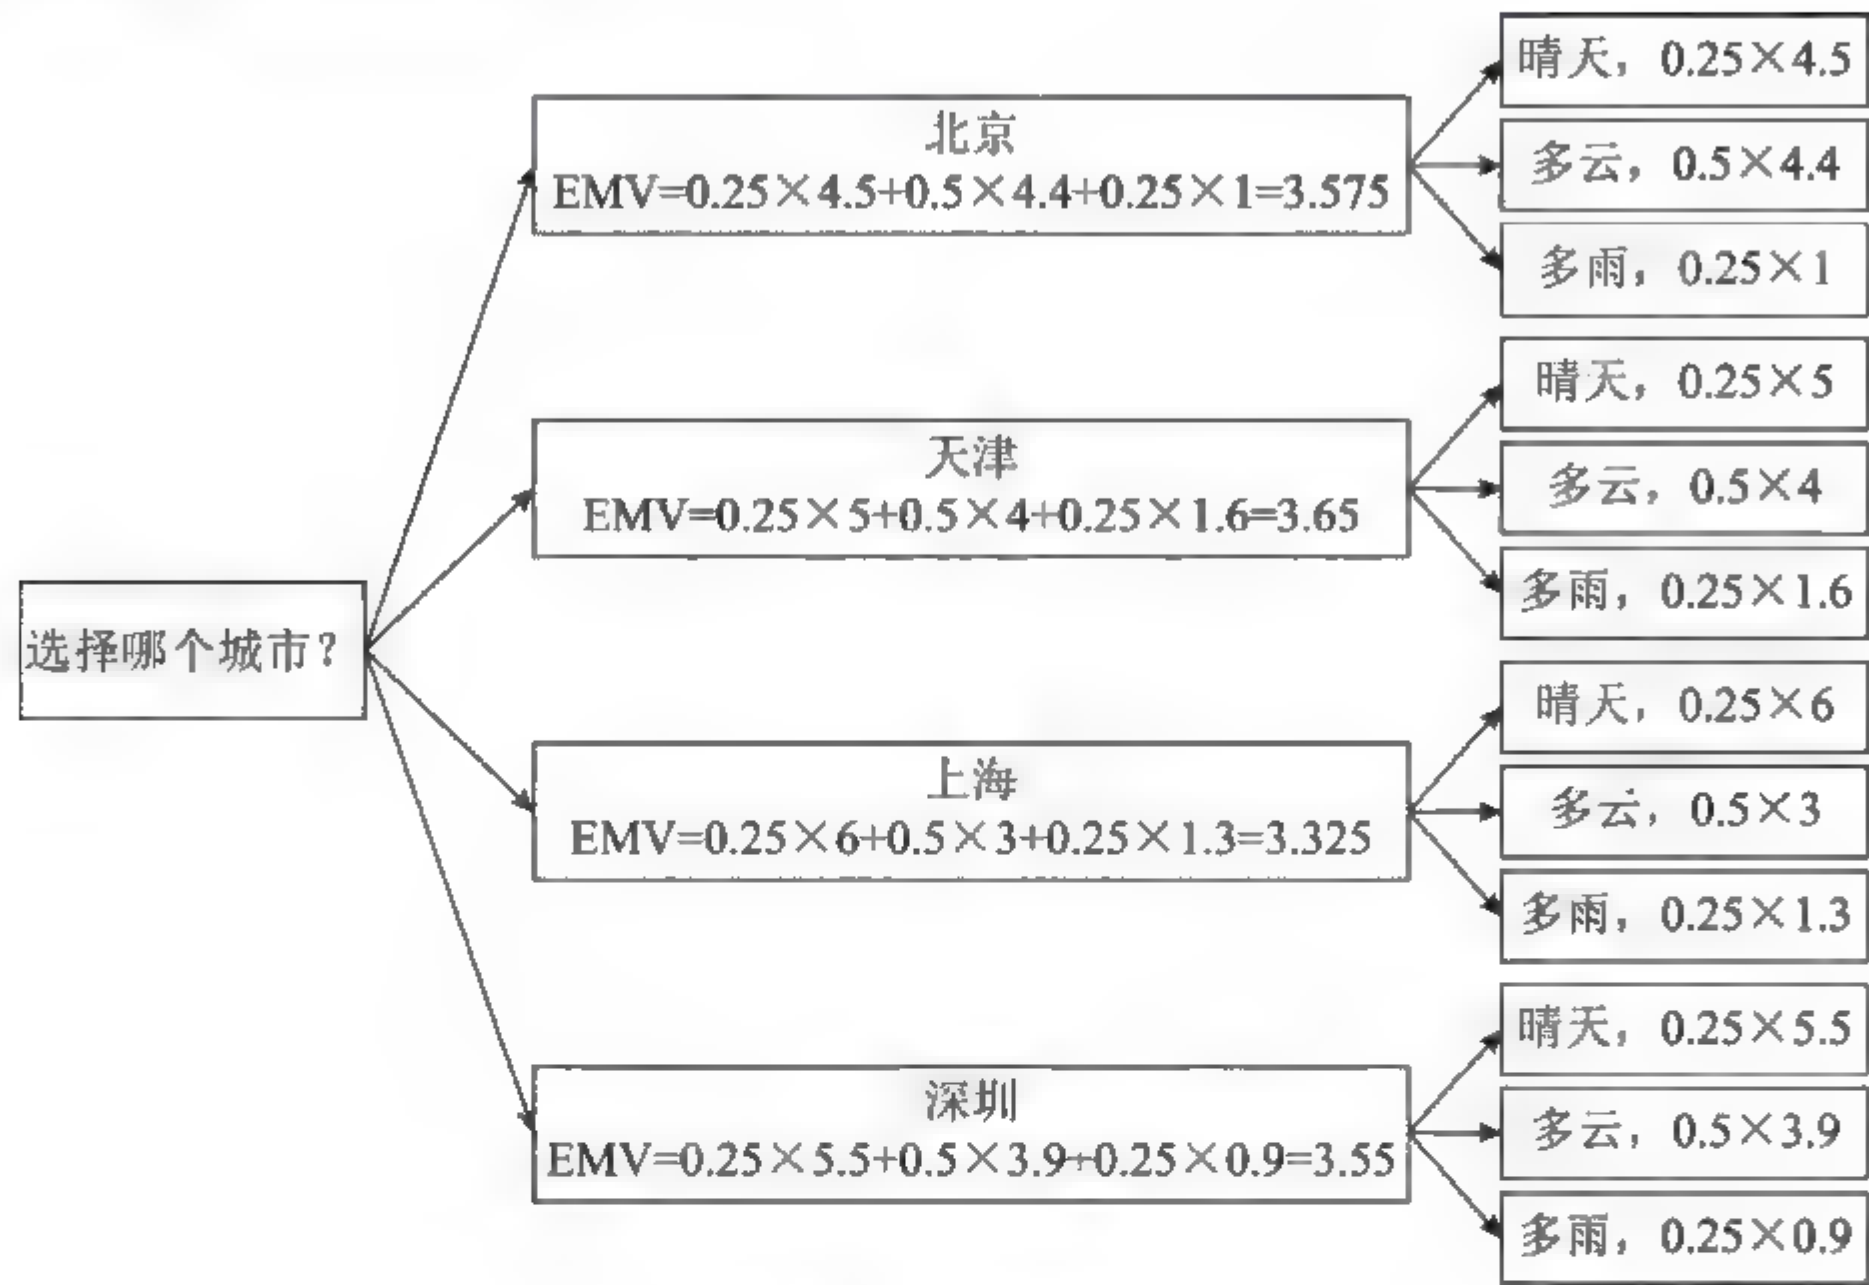 选择哪个城市？
北京
EMV=0.25×4.5+0.5×4.4+0.25×1=3.575
晴天，0.25×4.5
多云，0.5×4.4
多雨，0.25×1
天津
EMV=0.25×5+0.5×4+0.25×1.6=3.65
晴天，0.25×5
多云，0.5×4
多雨，0.25×1.6
上海
EMV=0.25×6+0.5×3+0.25×1.3=3.325
晴天，0.25×6
多云，0.5×3
多雨，0.25×1.3
深圳
EMV=0.25×5.5+0.5×3.9+0.25×0.9=3.55
晴天，0.25×5.5
多云，0.5×3.9
多雨，0.25×0.9